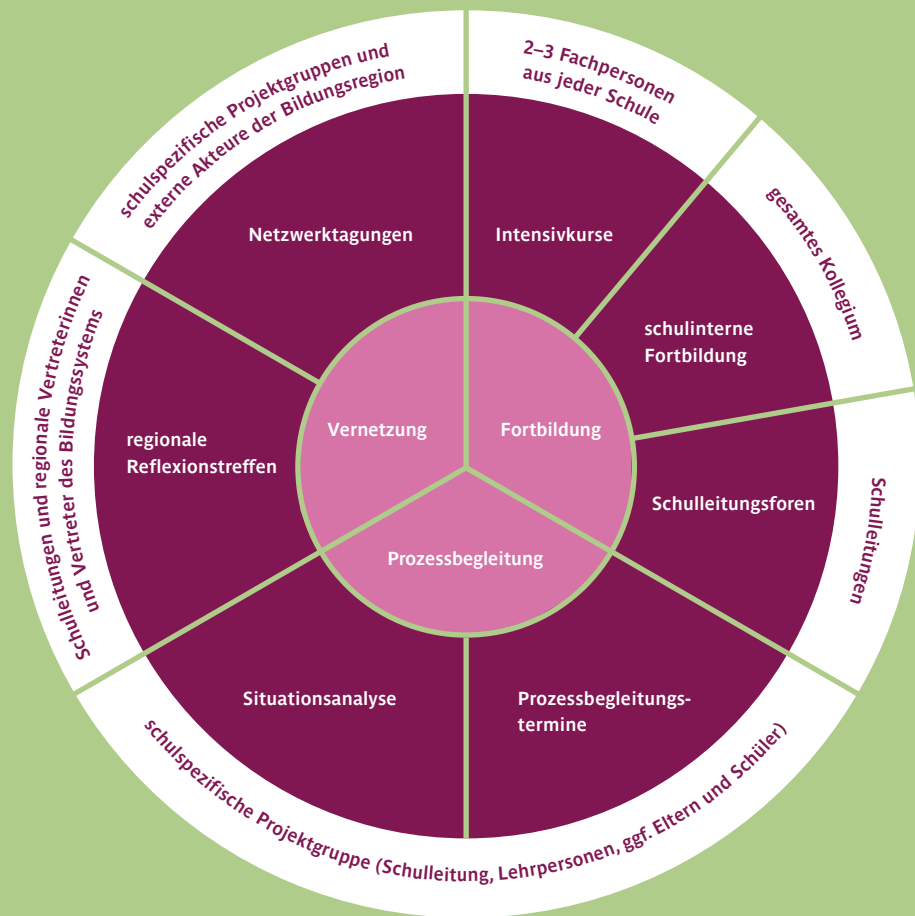 schulspezifische Projektgruppen und
externe Akteure der Bildungsregion
2–3 Fachpersonen
aus jeder Schule
gesamtes Kollegium
Schulleitungen
schulspezifische Projektgruppe (Schulleitung, Lehrpersonen, ggf. Eltern und Schüler)
Schulleitungen und regionale Vertreterinnen
und Vertreter des Bildungssystems
Netzwerktagungen
Intensivkurse
schulinterne
Fortbildung
Schulleitungsforen
Prozessbegleitungs-
termine
Situationsanalyse
regionale
Reflexionstreffen
Vernetzung
Fortbildung
Prozessbegleitung